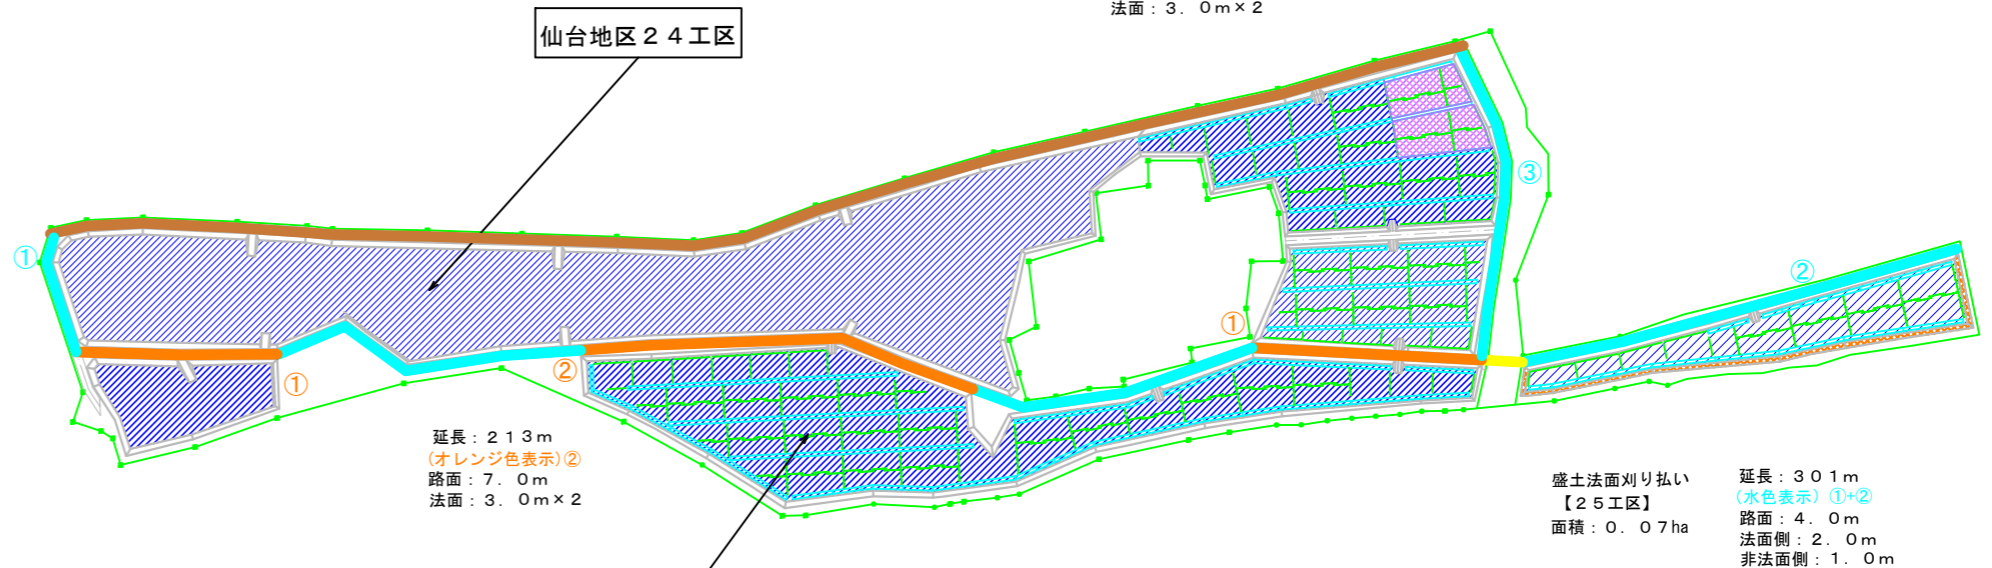 法面：３．０ｍ×２
仙台地区２４工区
③
①
②
①
②
①
延長：２１３ｍ
(オレンジ色表示)②
路面：７．０ｍ
法面：３．０ｍ×２
盛土法面刈り払い
【２５工区】
面積：０．０７ha
延長：３０１ｍ
(水色表示）①+②
路面：４．０ｍ
法面側：２．０ｍ
非法面側：１．０ｍ